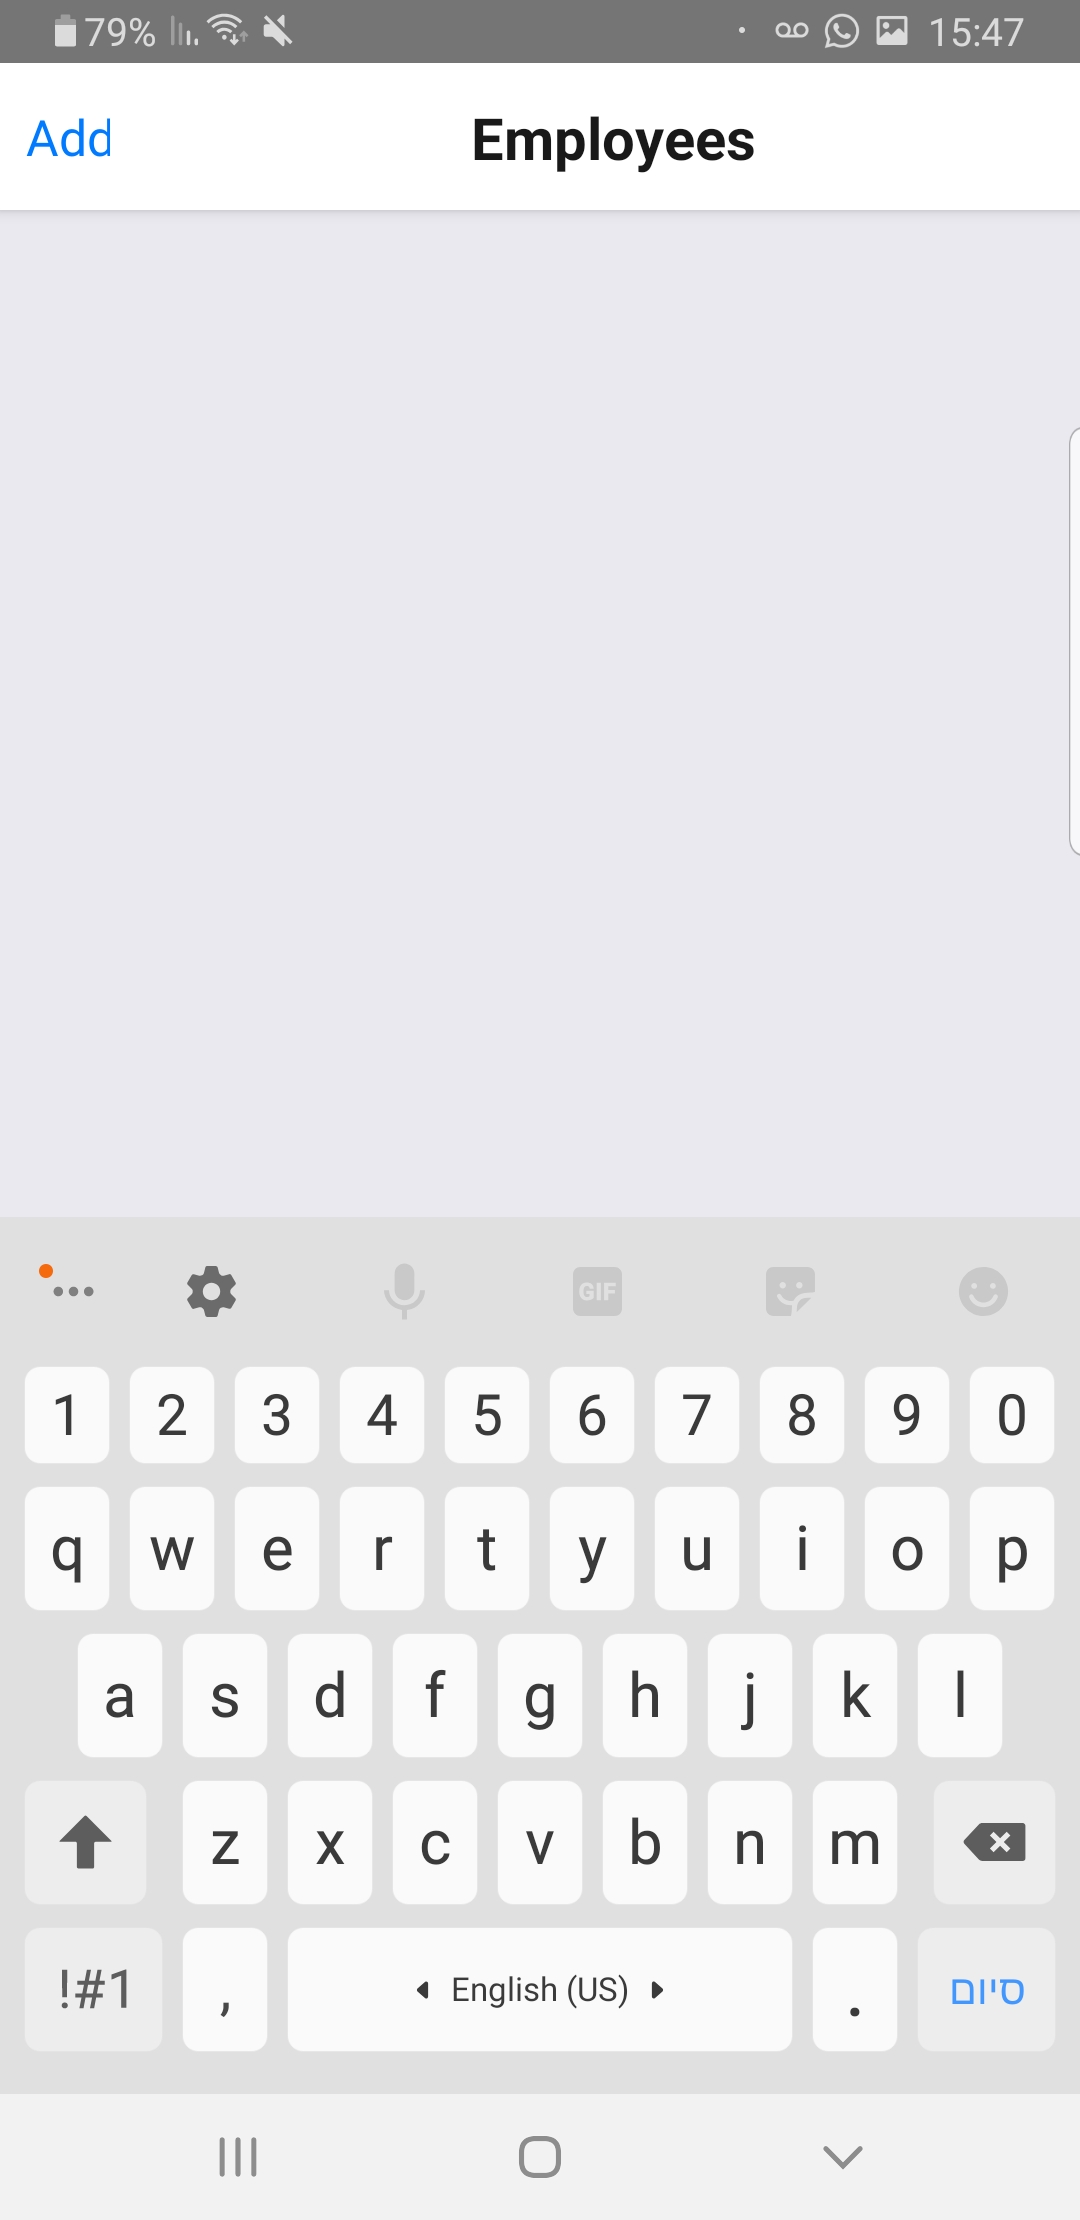 79% 15:47
Add Employees
GIF
1 2 3 4 5 6 7 8 9 0
q w e r t y u i o p
a s d f g h j k l
z x c v b n m
!#1 , English (US) . סיום